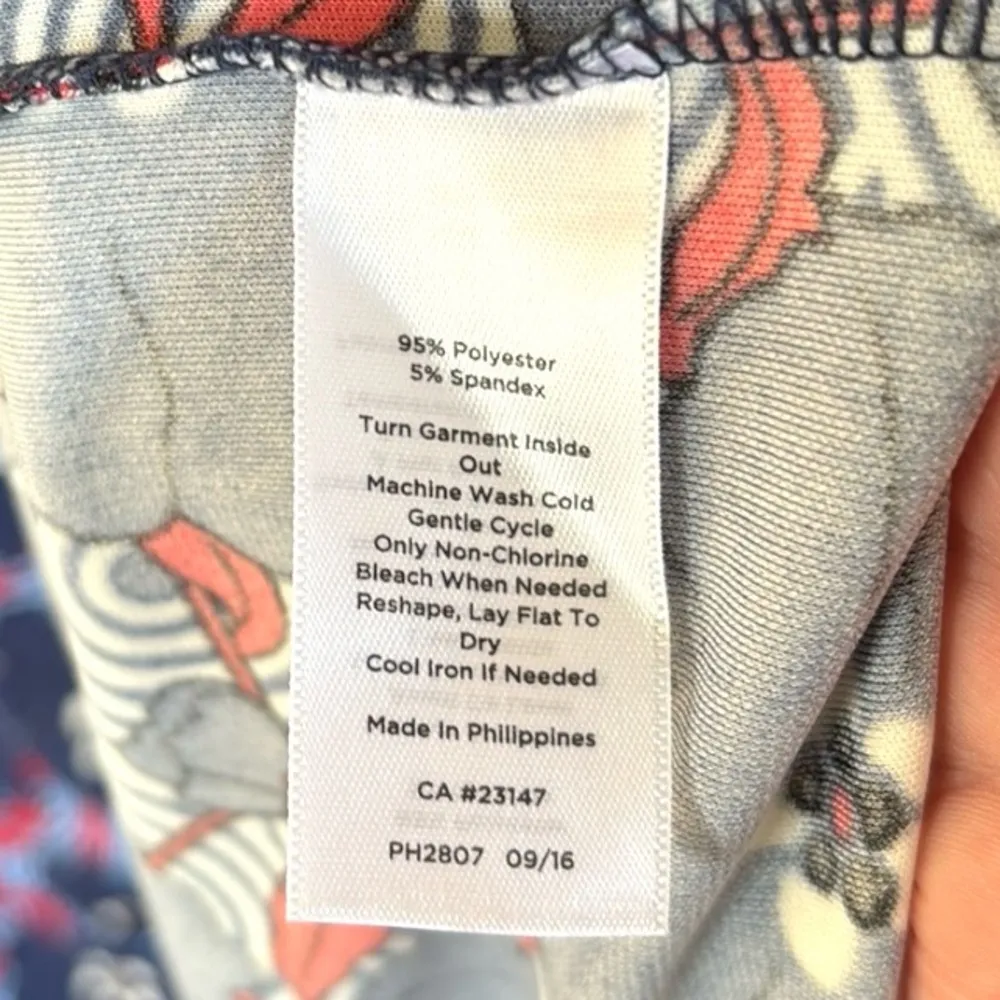 95% Polyester
5% Spandex
Turn Garment Inside
Out
Machine Wash Cold
Gentle Cycle
Only Non-Chlorine
Bleach When Needed
Reshape, Lay Flat To
Dry
Cool Iron If Needed
Made In Philippines
CA #23147
PH2807 09/16